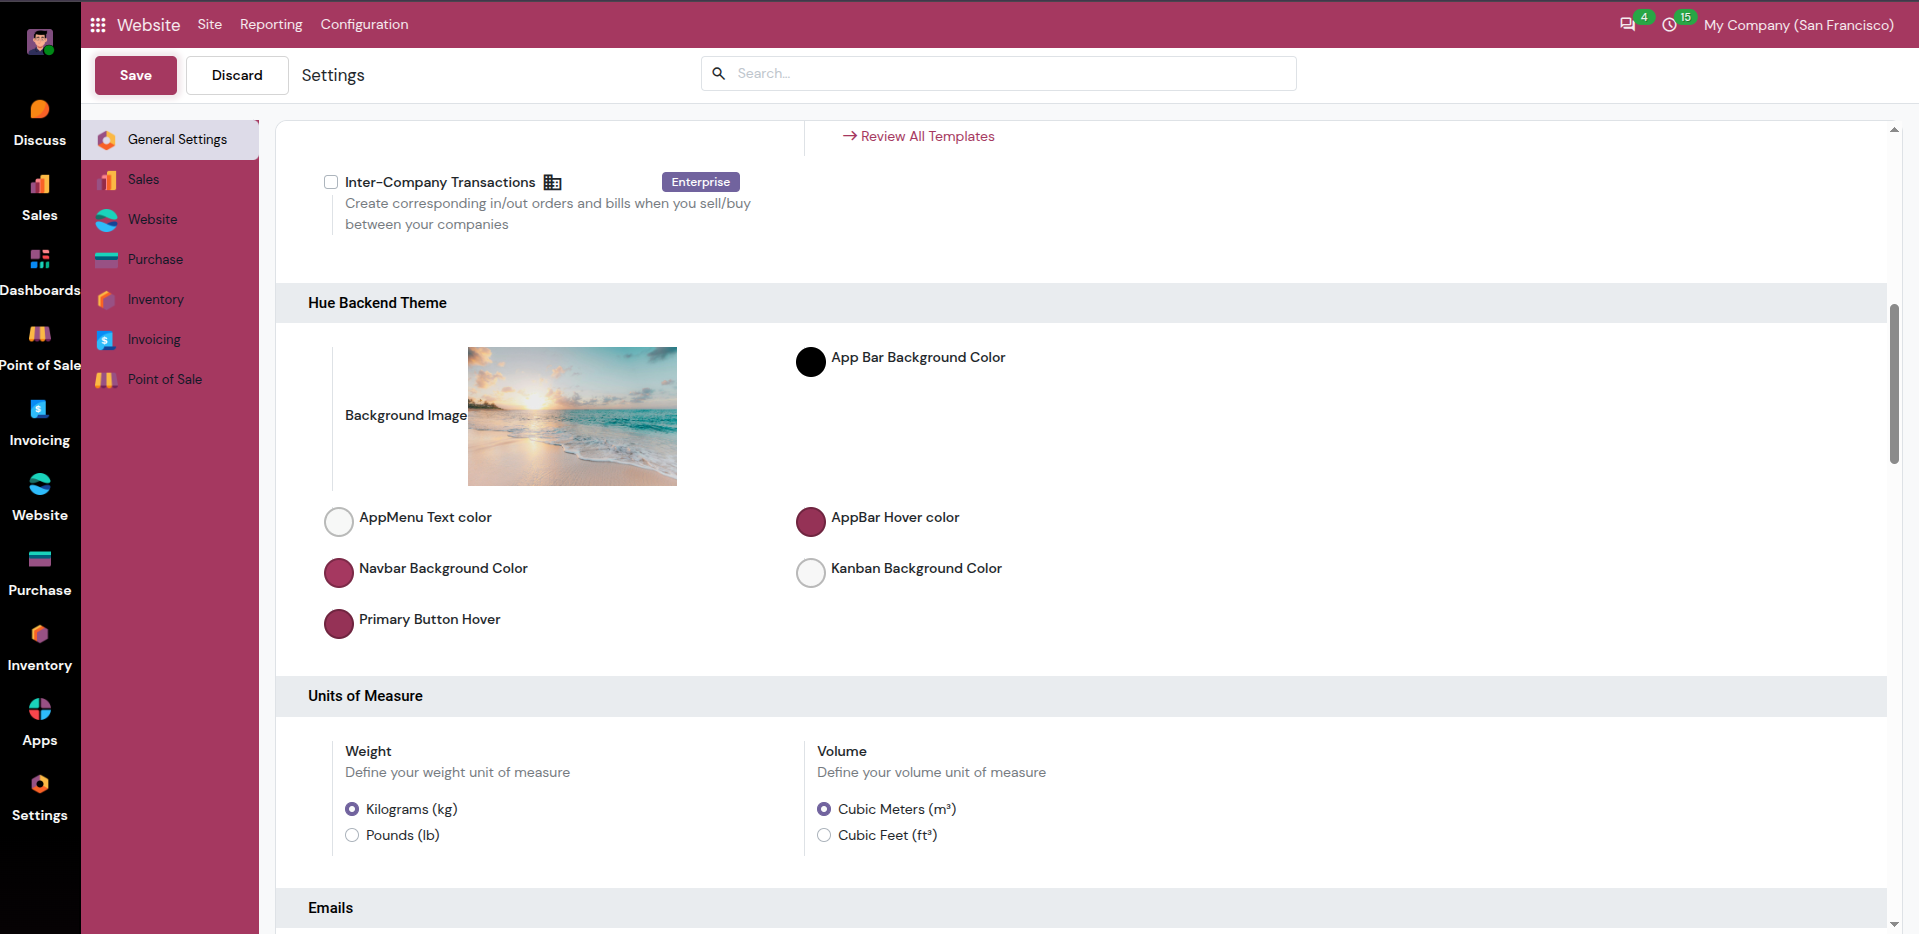 Website
Site
Reporting
Configuration
4
15
My Company (San Francisco)
Save
Discard
Settings
Search...
Discuss
Sales
Dashboards
Point of Sale
Invoicing
Website
Purchase
Inventory
Apps
Settings
General Settings
Sales
Website
Purchase
Inventory
Invoicing
Point of Sale
→ Review All Templates
Inter-Company Transactions
Enterprise
Create corresponding in/out orders and bills when you sell/buy
between your companies
Hue Backend Theme
Background Image
App Bar Background Color
AppMenu Text color
AppBar Hover color
Navbar Background Color
Kanban Background Color
Primary Button Hover
Units of Measure
Weight
Define your weight unit of measure
Kilograms (kg)
Pounds (lb)
Volume
Define your volume unit of measure
Cubic Meters (m³)
Cubic Feet (ft³)
Emails